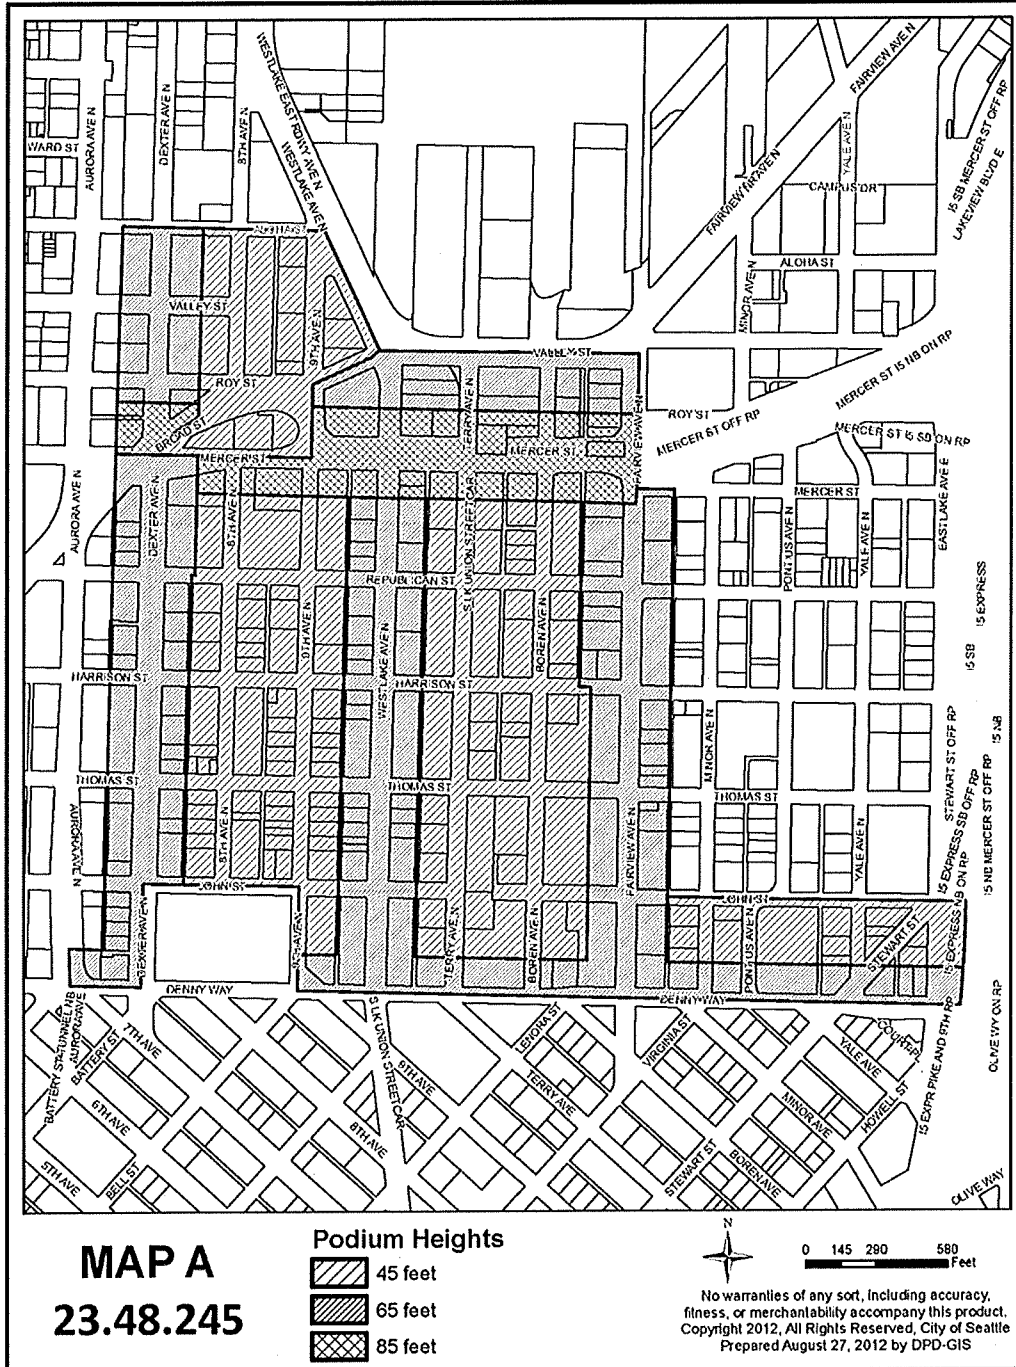 WESTLAKE EAST RDWY AVE N
WESTLAKE AVE N
FAIRVIEW AVE N
I5 SB MERCER ST OFF RP
LAKEVIEW BLVD E
WARD ST
AURORA AVE N
DEXTER AVE N
8TH AVE N
YALE AVE N
CAMPUS DR
FAIRVIEW
ALOHA ST
ALOHA ST
MINOR AVE N
VALLEY ST
9TH AVE N
VALLEY ST
MERCER ST I5 NB ON RP
ROY ST
ROY ST
TERRY AVE N
FAIRVIEW AVE N
MERCER ST OFF RP
BROAD ST
MERCER ST
MERCER ST
MERCER ST I5 SB ON RP
MERCER ST
AURORA AVE N
DEXTER AVE N
8TH AVE N
SLK UNION STREETCAR
PONTIUS AVE N
YALE AVE N
EASTLAKE AVE E
REPUBLICAN ST
9TH AVE N
WESTLAKE AVE N
BOREN AVE N
I5 EXPRESS
I5 SB
HARRISON ST
HARRISON ST
MINOR AVE N
I5 NB
STEWART ST OFF RP
THOMAS ST
THOMAS ST
THOMAS ST
AURORA AVE N
8TH AVE N
FAIRVIEW AVE N
YALE AVE N
I5 EXPRESS SB OFF RP
I5 NB MERCER ST OFF RP
JOHN ST
JOHN ST
DEXTER AVE N
9TH AVE N
TERRY AVE N
BOREN AVE N
PONTIUS AVE N
STEWART ST
I5 EXPRESS NB ON RP
DENNY WAY
DENNY WAY
BATTERY ST TUNNEL NB
AURORA AVE
BATTERY ST
7TH AVE
SLK UNION STREETCAR
LENORA ST
VIRGINIA ST
COURT PL
YALE AVE
OLIVE WY ON RP
6TH AVE
9TH AVE
TERRY AVE
MINOR AVE
HOWELL ST
I5 EXPR PIKE AND 9TH RP
8TH AVE
5TH AVE
BELL ST
STEWART ST
BOREN AVE
OLIVE WAY
MAP A
23.48.245
Podium Heights
45 feet
65 feet
85 feet
N
0 145 290 580
Feet
No warranties of any sort, including accuracy,
fitness, or merchantability accompany this product.
Copyright 2012, All Rights Reserved, City of Seattle
Prepared August 27, 2012 by DPD-GIS